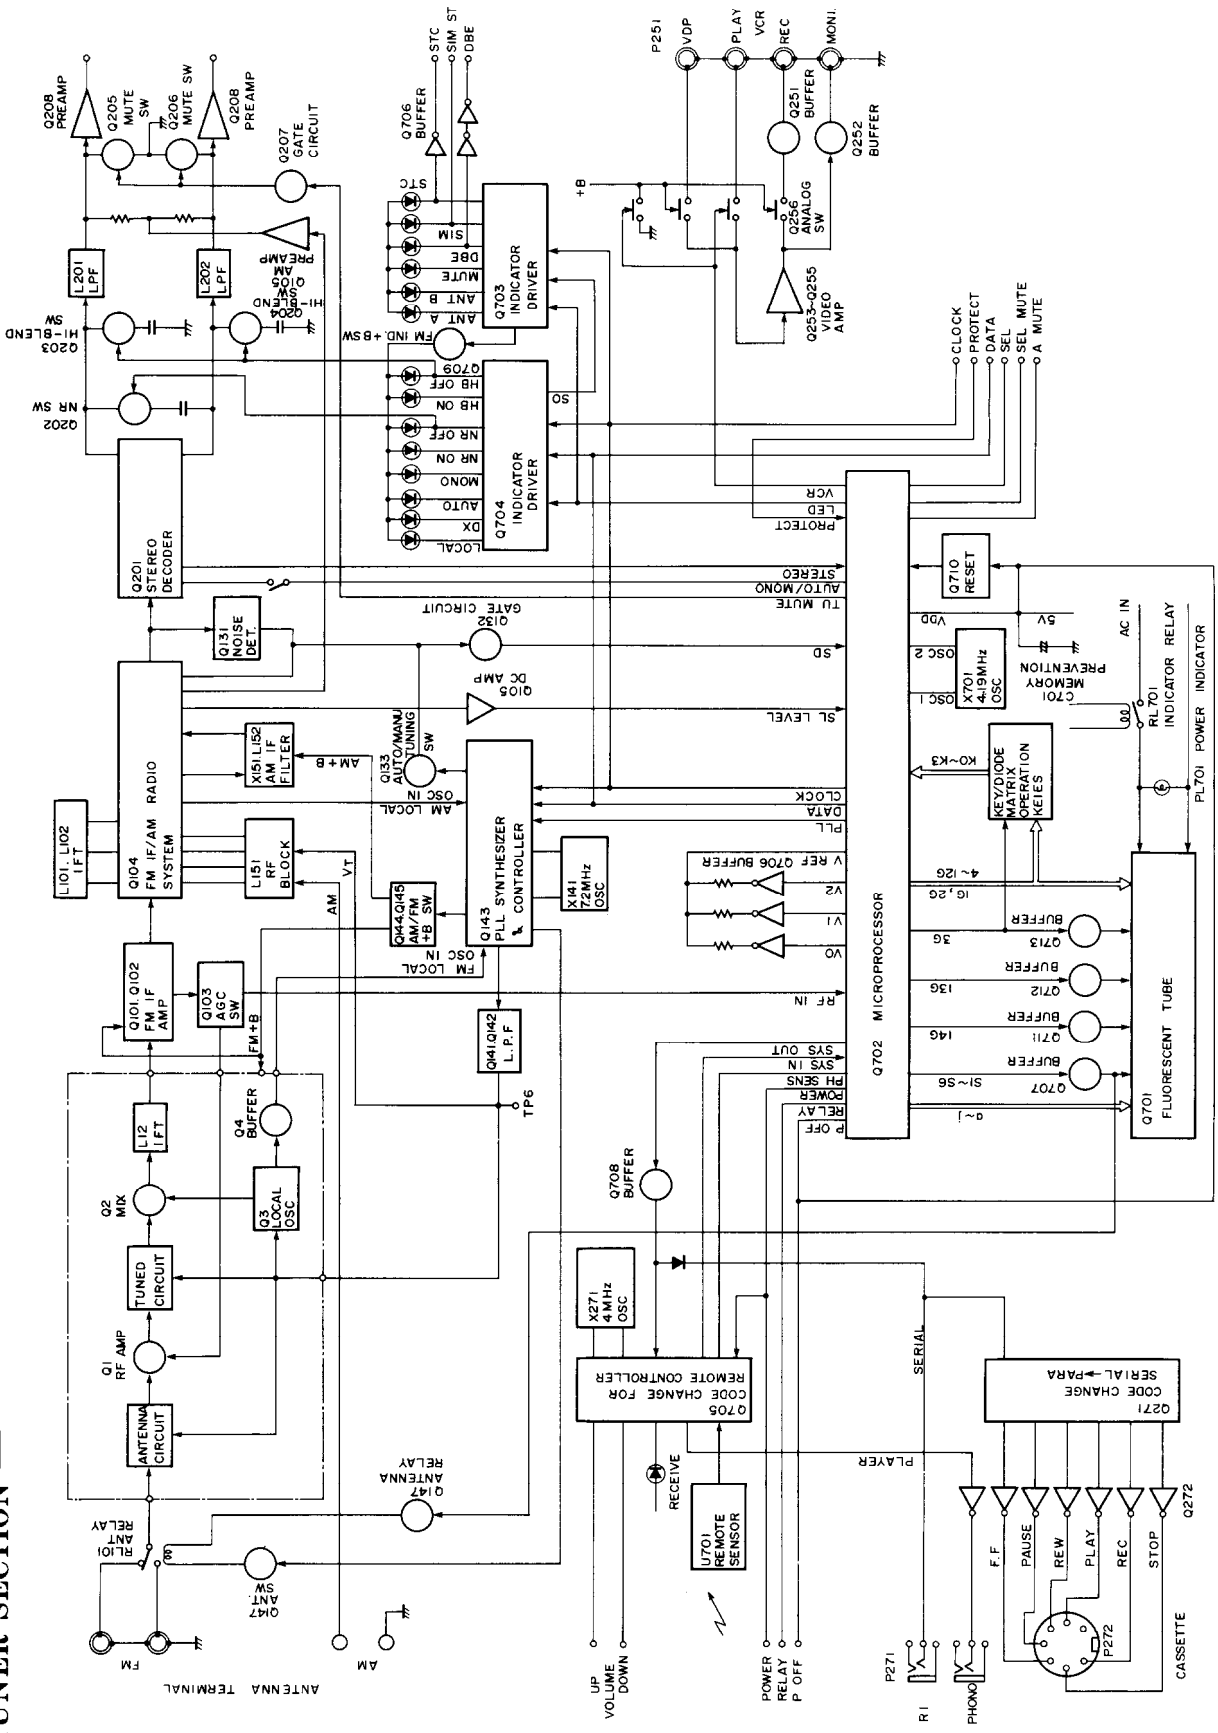 TUNER SECTION
ANTENNA TERMINAL
FM
AM
RL101
ANT
RELAY
Q147
ANT.
SW
Q147
ANTENNA
RELAY
ANTENNA
CIRCUIT
Q1
RF AMP
TUNED
CIRCUIT
Q2
MIX
Q3
LOCAL
OSC
L12
IFT
Q4
BUFFER
Q101.Q102
FM IF
AMP
Q103
AGC
SW
FM+B
Q141.Q142
L.P.F
TP6
L101. L102
IFT
Q104
FM IF/AM RADIO
SYSTEM
L151
RF
BLOCK
AM
VT
X151.L152
AM IF
FILTER
AM+B
Q144.Q145
AM/FM
+B SW
FM LOCAL
OSC IN
AM LOCAL
OSC IN
Q143
PLL SYNTHESIZER
& CONTROLLER
X141
7.2MHz
OSC
Q133
AUTO/MANU
TUNING
SW
Q105
DC AMP
Q131
NOISE
DET.
Q132
GATE CIRCUIT
Q201
STEREO
DECODER
Q202
NR SW
Q203
HI-BLEND
SW
Q204
HI-BLEND
SW
L201
LPF
L202
LPF
Q105
AM
PREAMP
Q208
PREAMP
Q205
MUTE
SW
Q206
MUTE SW
Q208
PREAMP
Q207
GATE
CIRCUIT
Q706
BUFFER
STC
SIM ST
DBE
STC
SIM
DBE
MUTE
ANT B
ANT A
Q703
INDICATOR
DRIVER
Q709
FM IND.+BSW
HB OFF
HB ON
NR OFF
NR ON
MONO
AUTO
DX
LOCAL
SO
Q704
INDICATOR
DRIVER
+B
P251
VDP
PLAY
VCR
REC
MONI.
Q251
BUFFER
Q252
BUFFER
Q256
ANALOG
SW
Q253~Q255
VIDEO
AMP
CLOCK
PROTECT
DATA
SEL
SEL MUTE
A MUTE
VCR
LED
PROTECT
STEREO
AUTO/MONO
TU MUTE
SD
SL LEVEL
CLOCK
DATA
PLL
V REF Q706 BUFFER
V2
V1
V0
RF IN
SYS OUT
SYS IN
PH SENS
POWER
RELAY
P OFF
Q702 MICROPROCESSOR
Q710
RESET
VDD
5V
OSC 2
OSC 1
X701
4.19MHz
OSC
C701
MEMORY
PREVENTION
K0~K3
KEY/DIODE
MATRIX
OPERATION
KEIES
AC IN
RL701
INDICATOR RELAY
PL701 POWER INDICATOR
4~12G
1G,2G
3G
13G
14G
S1~S6
a~j
Q713
BUFFER
Q712
BUFFER
Q711
BUFFER
Q707
BUFFER
Q701
FLUORESCENT TUBE
Q708
BUFFER
X271
4MHz
OSC
Q705
CODE CHANGE FOR
REMOTE CONTROLLER
RECEIVE
U701
REMOTE
SENSOR
UP
VOLUME
DOWN
POWER
RELAY
P OFF
SERIAL
PLAYER
Q271
CODE CHANGE
SERIAL→PARA
Q272
F.F
PAUSE
REW
PLAY
REC
STOP
P271
RI
PHONO
P272
CASSETTE